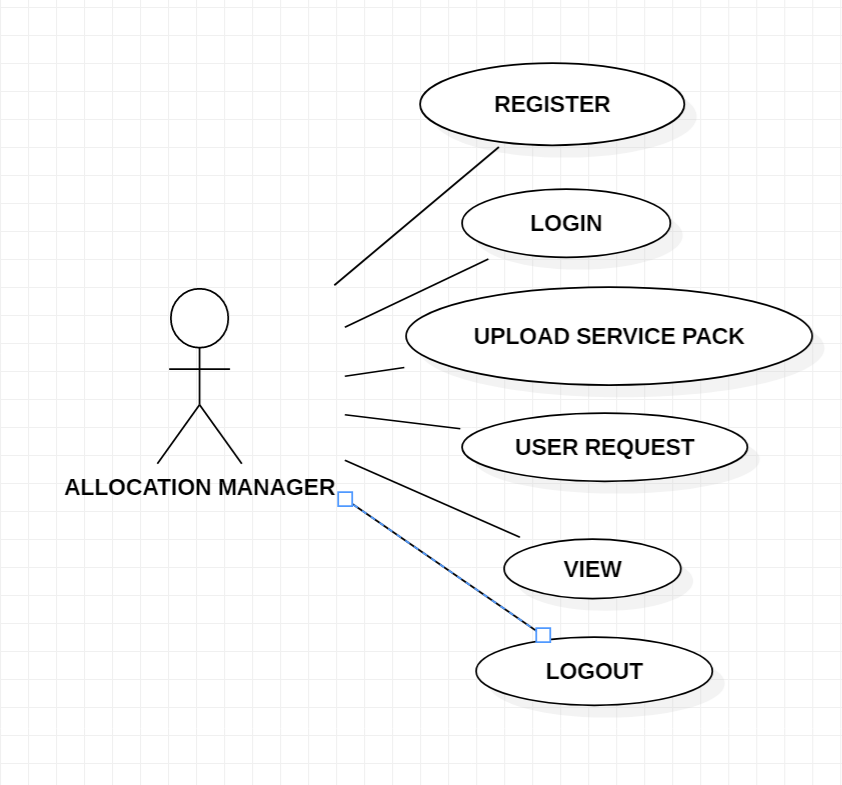 REGISTER
LOGIN
UPLOAD SERVICE PACK
USER REQUEST
ALLOCATION MANAGER
VIEW
LOGOUT